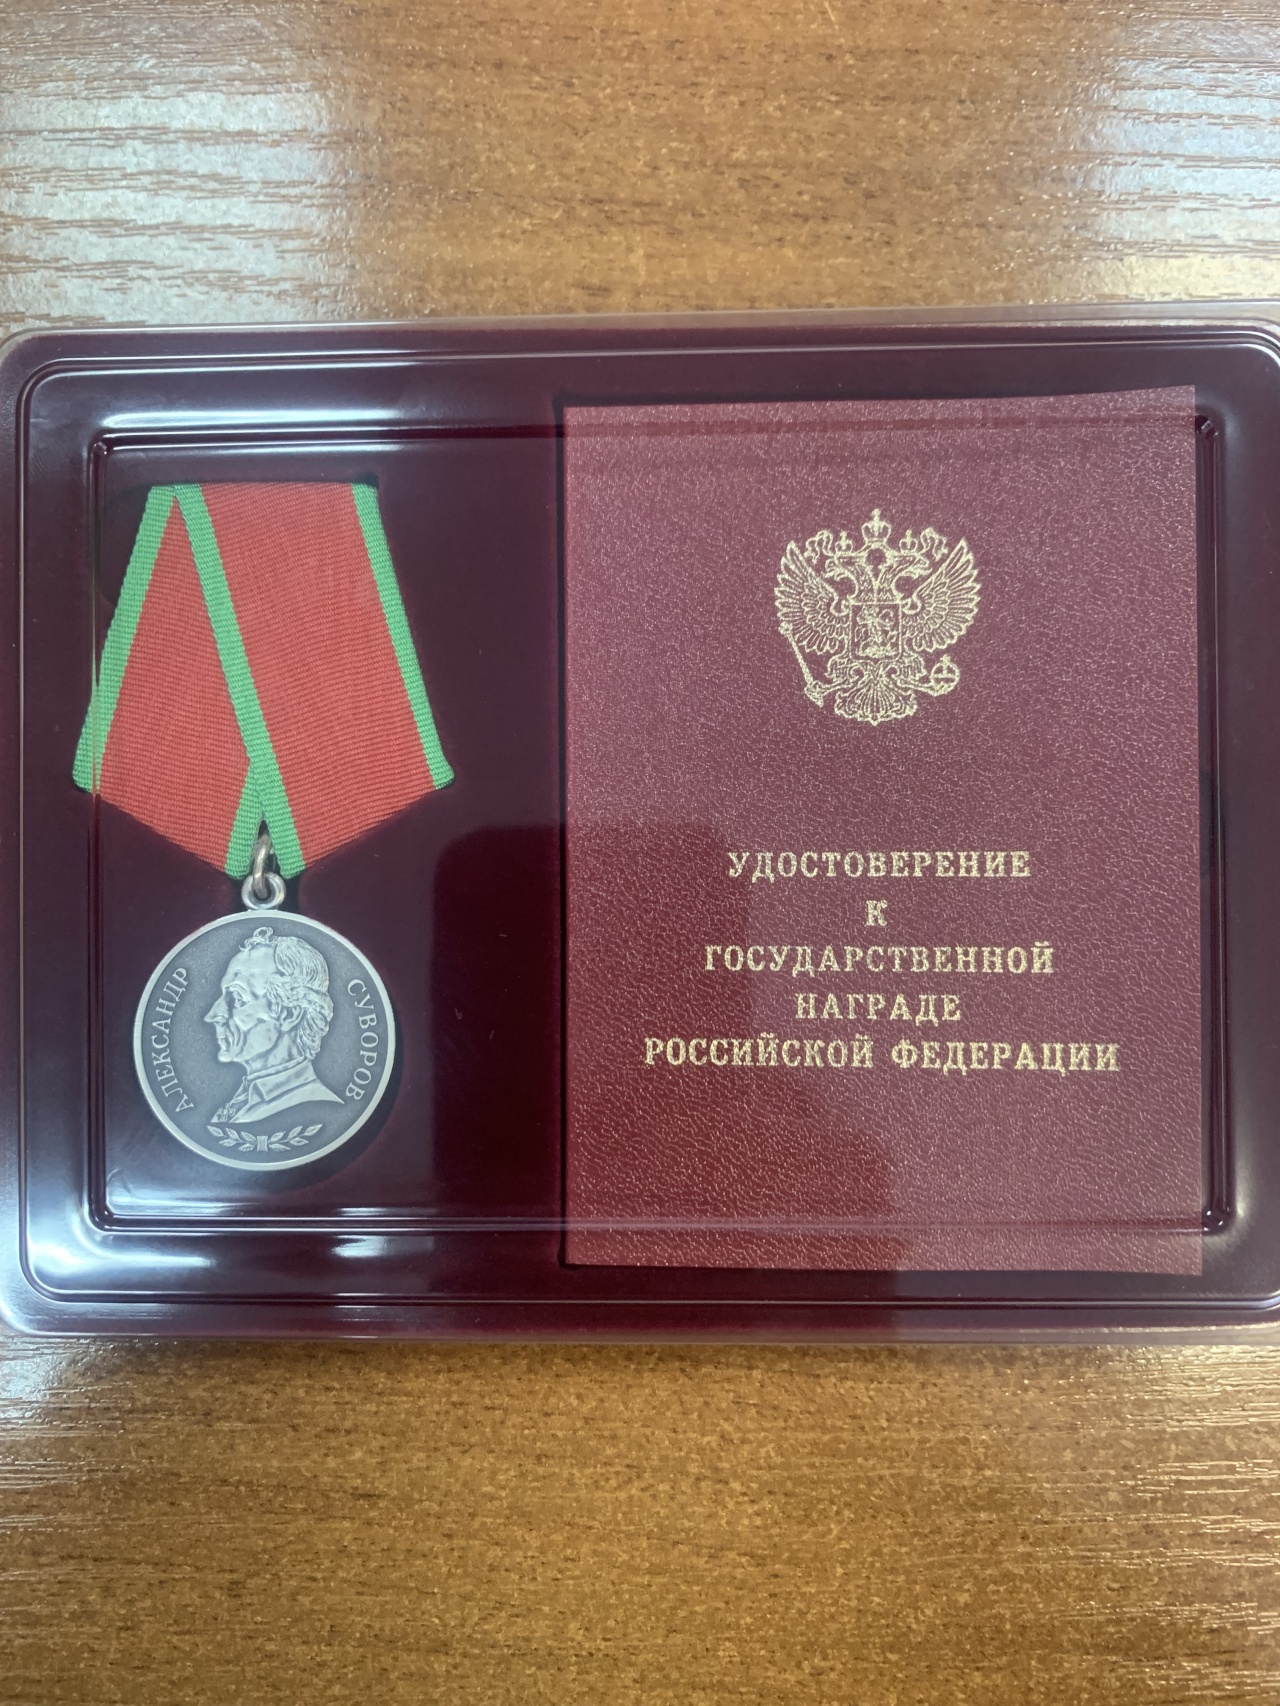 АЛЕКСАНДР СУВОРОВ
УДОСТОВЕРЕНИЕ
К
ГОСУДАРСТВЕННОЙ
НАГРАДЕ
РОССИЙСКОЙ ФЕДЕРАЦИИ